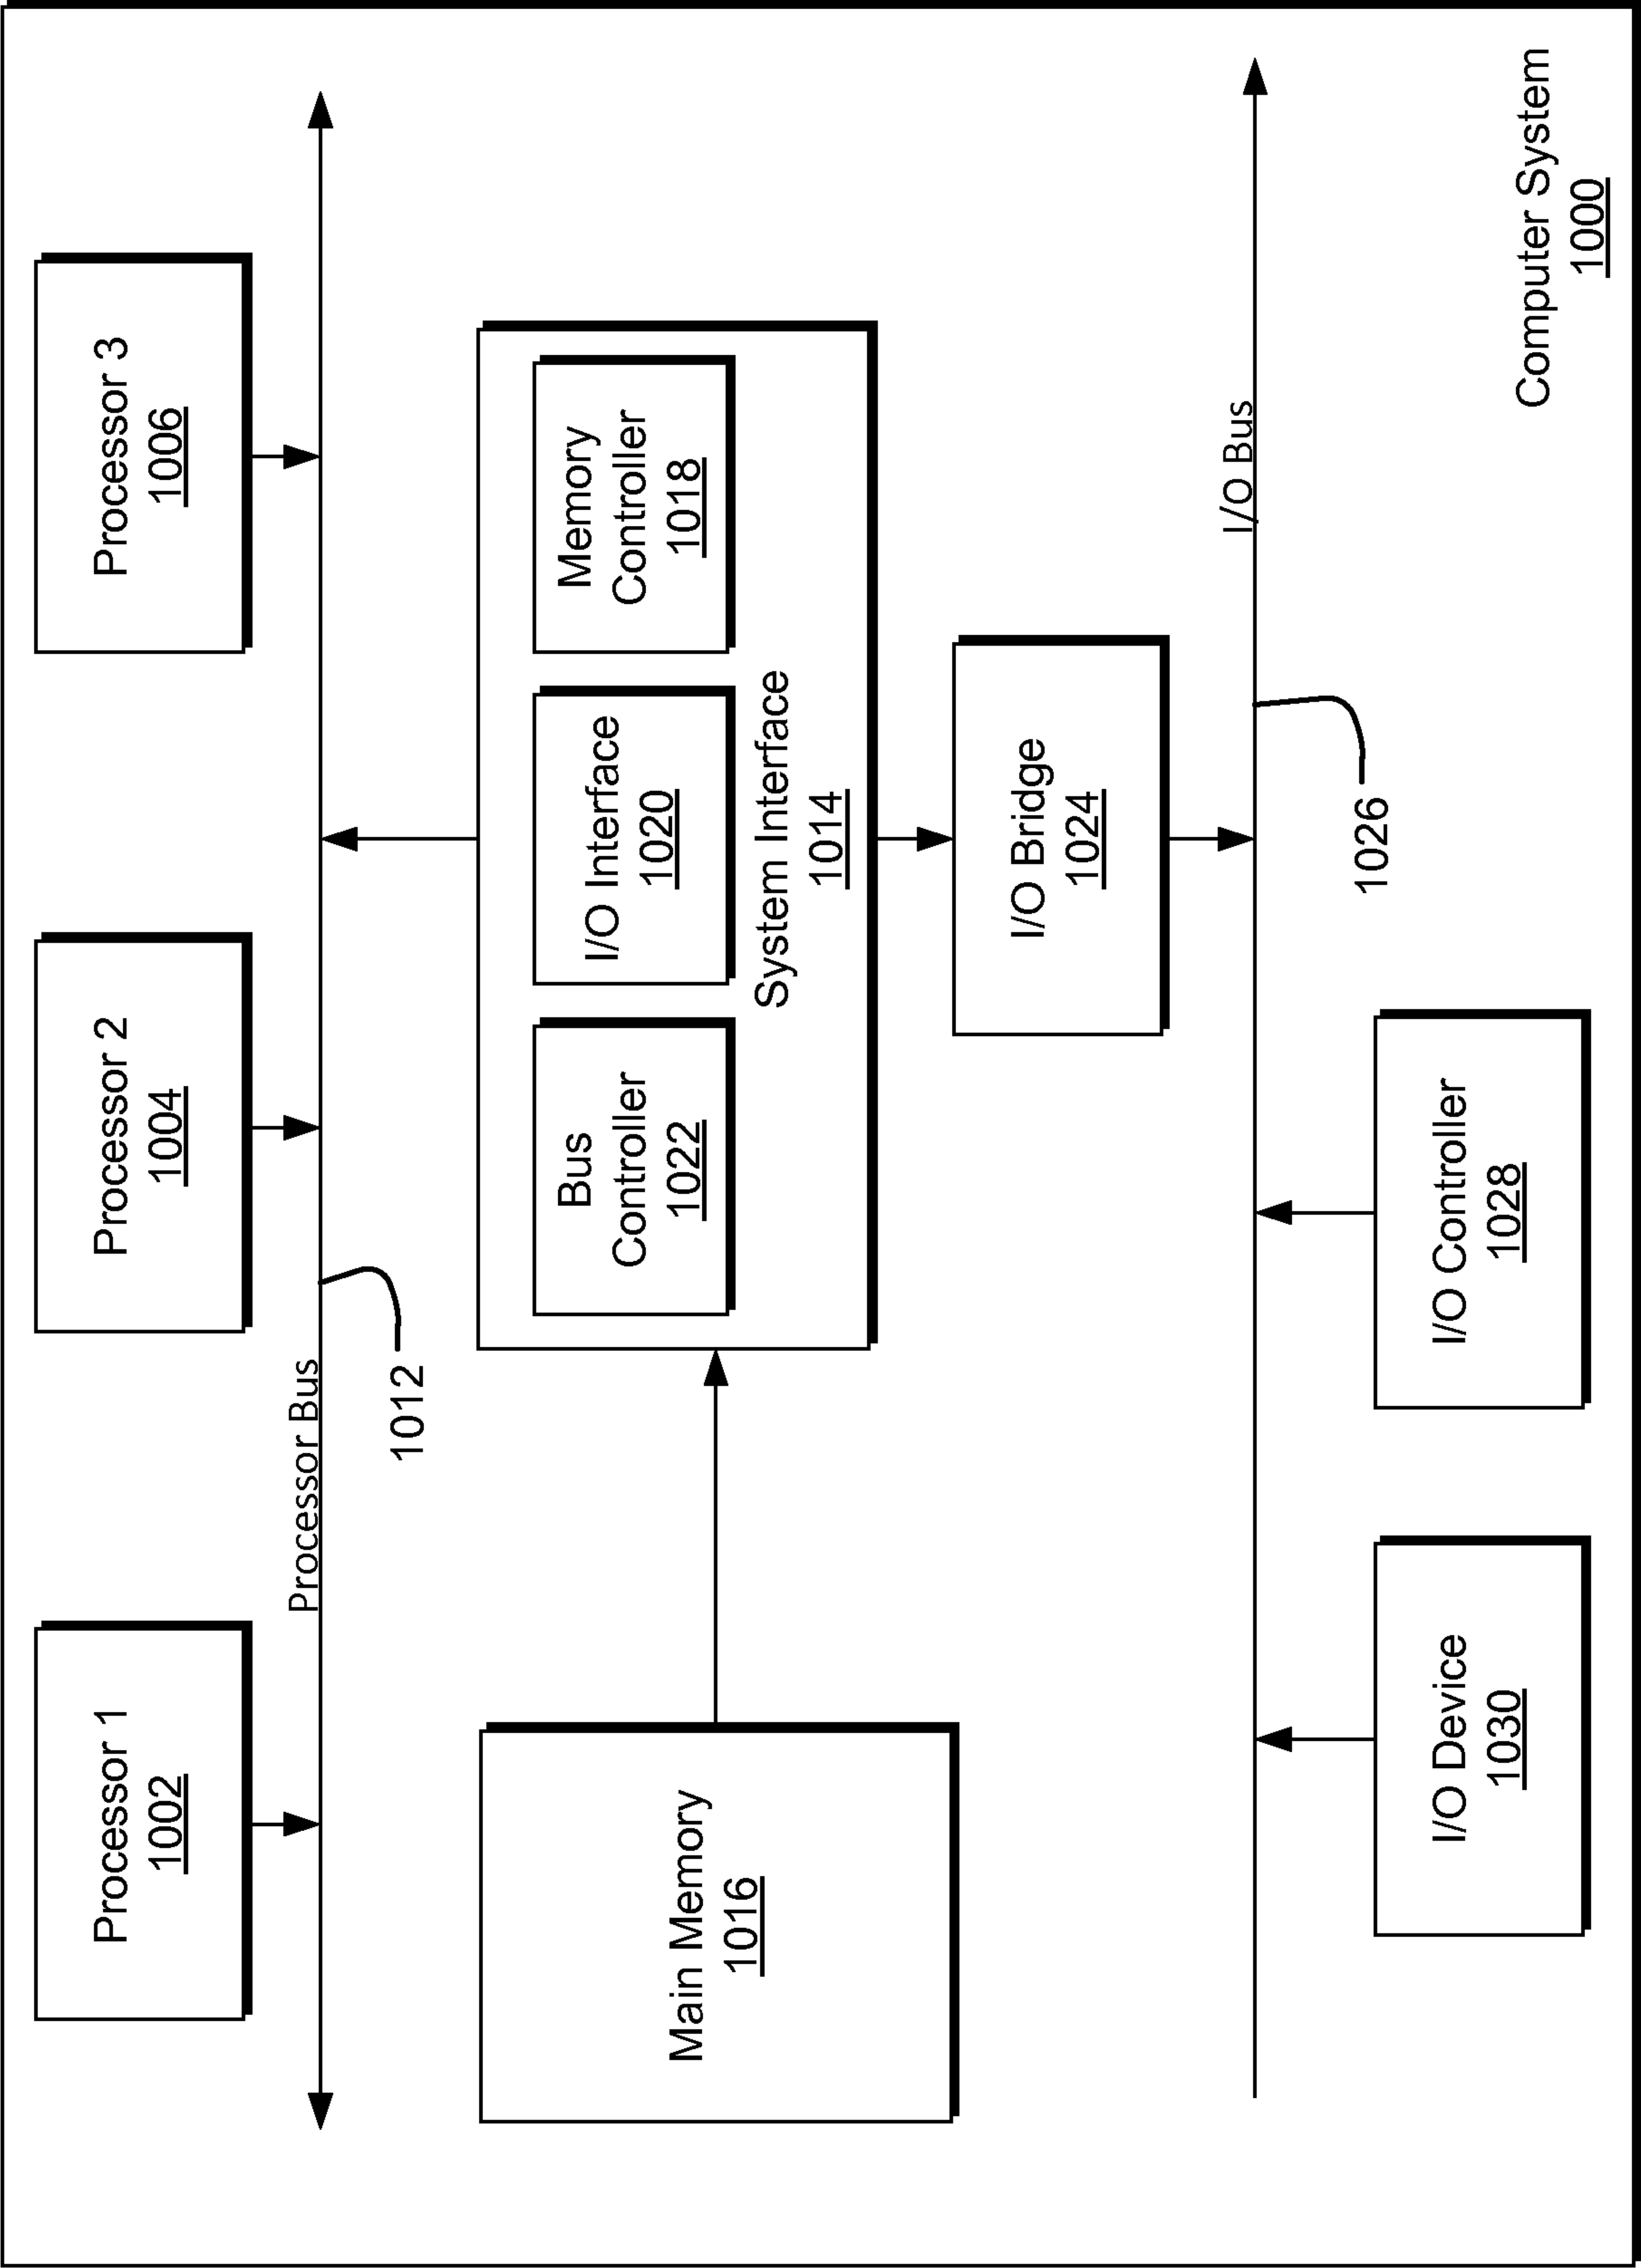 Processor 1
1002
Processor 2
1004
Processor 3
1006
Processor Bus
1012
Main Memory
1016
Bus
Controller
1022
I/O Interface
1020
Memory
Controller
1018
System Interface
1014
I/O Bridge
1024
I/O Bus
1026
I/O Device
1030
I/O Controller
1028
Computer System
1000